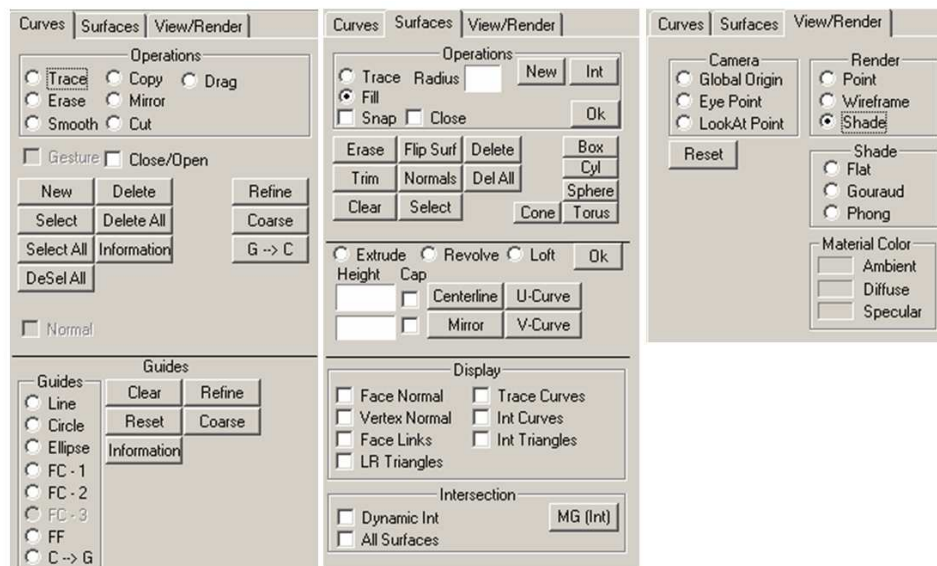 Curves Surfaces View/Render
Operations
Trace Copy Drag
Erase Mirror
Smooth Cut
Gesture Close/Open
New Delete Refine
Select Delete All Coarse
Select All Information G --> C
DeSel All
Normal
Guides
Guides
Line
Circle
Ellipse
FC - 1
FC - 2
FC - 3
FF
C --> G
Clear Refine
Reset Coarse
Information
Curves Surfaces View/Render
Operations
Trace Radius New Int
Fill
Snap Close Ok
Erase Flip Surf Delete Box
Trim Normals Del All Cyl
Sphere
Clear Select Cone Torus
Extrude Revolve Loft Ok
Height Cap
Centerline U-Curve
Mirror V-Curve
Display
Face Normal Trace Curves
Vertex Normal Int Curves
Face Links Int Triangles
LR Triangles
Intersection
Dynamic Int MG (Int)
All Surfaces
Curves Surfaces View/Render
Camera
Global Origin
Eye Point
LookAt Point
Reset
Render
Point
Wireframe
Shade
Shade
Flat
Gouraud
Phong
Material Color
Ambient
Diffuse
Specular